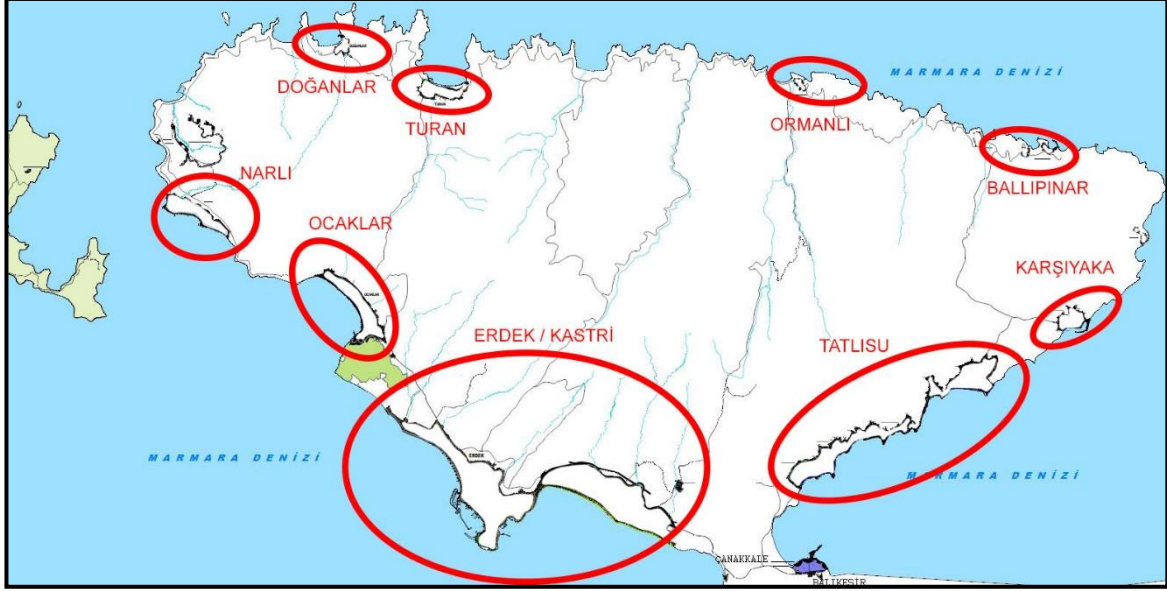 DOĞANLAR
TURAN
TURAN
ORMANLI
MARMARA DENİZİ
BALLIPINAR
NARLI
OCAKLAR
KARŞIYAKA
ERDEK / KASTRİ
TATLISU
MARMARA DENİZİ
ERDEK
MARMARA DENİZİ
ÇANAKKALE
BALIKESİR